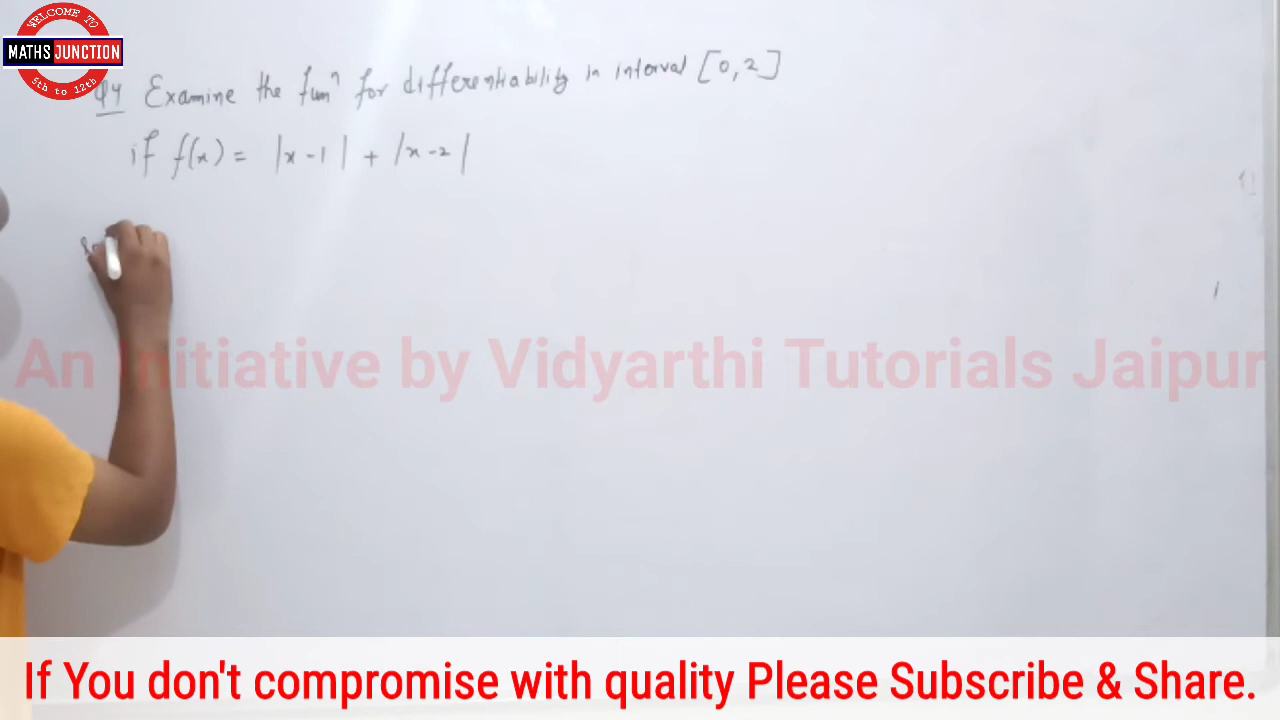 WELCOME TO
MATHS JUNCTION
5th to 12th
Q4 Examine the funⁿ for differentiability in interval [0,2]
if f(x) = |x-1| + |x-2|
An Initiative by Vidyarthi Tutorials Jaipur
If You don't compromise with quality Please Subscribe & Share.